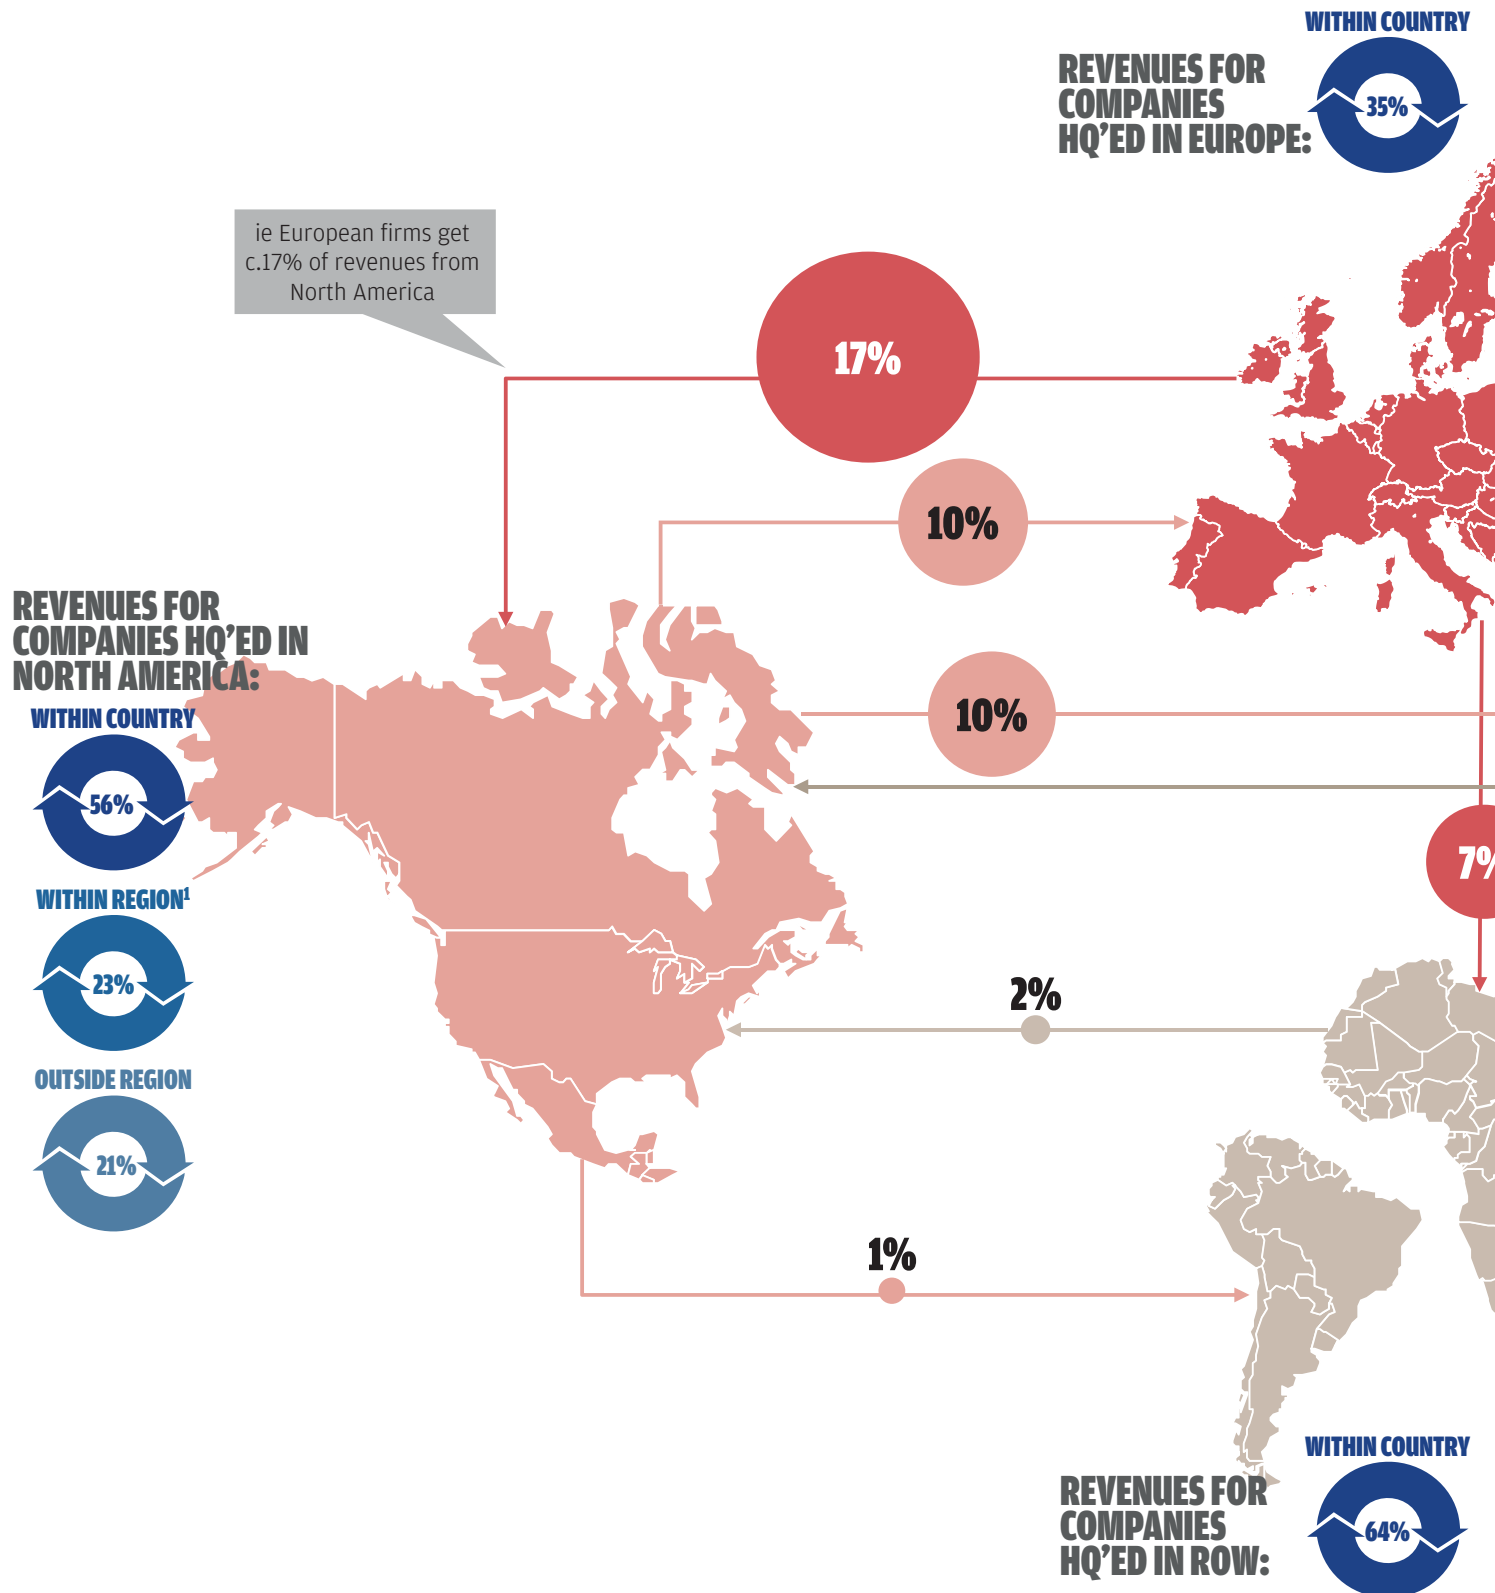 WITHIN COUNTRY
REVENUES FOR
COMPANIES
HQ’ED IN EUROPE:
35%
ie European firms get
c.17% of revenues from
North America
17%
10%
REVENUES FOR
COMPANIES HQ’ED IN
NORTH AMERICA:
WITHIN COUNTRY
56%
10%
7%
WITHIN REGION¹
23%
2%
OUTSIDE REGION
21%
1%
WITHIN COUNTRY
REVENUES FOR
COMPANIES
HQ’ED IN ROW:
64%